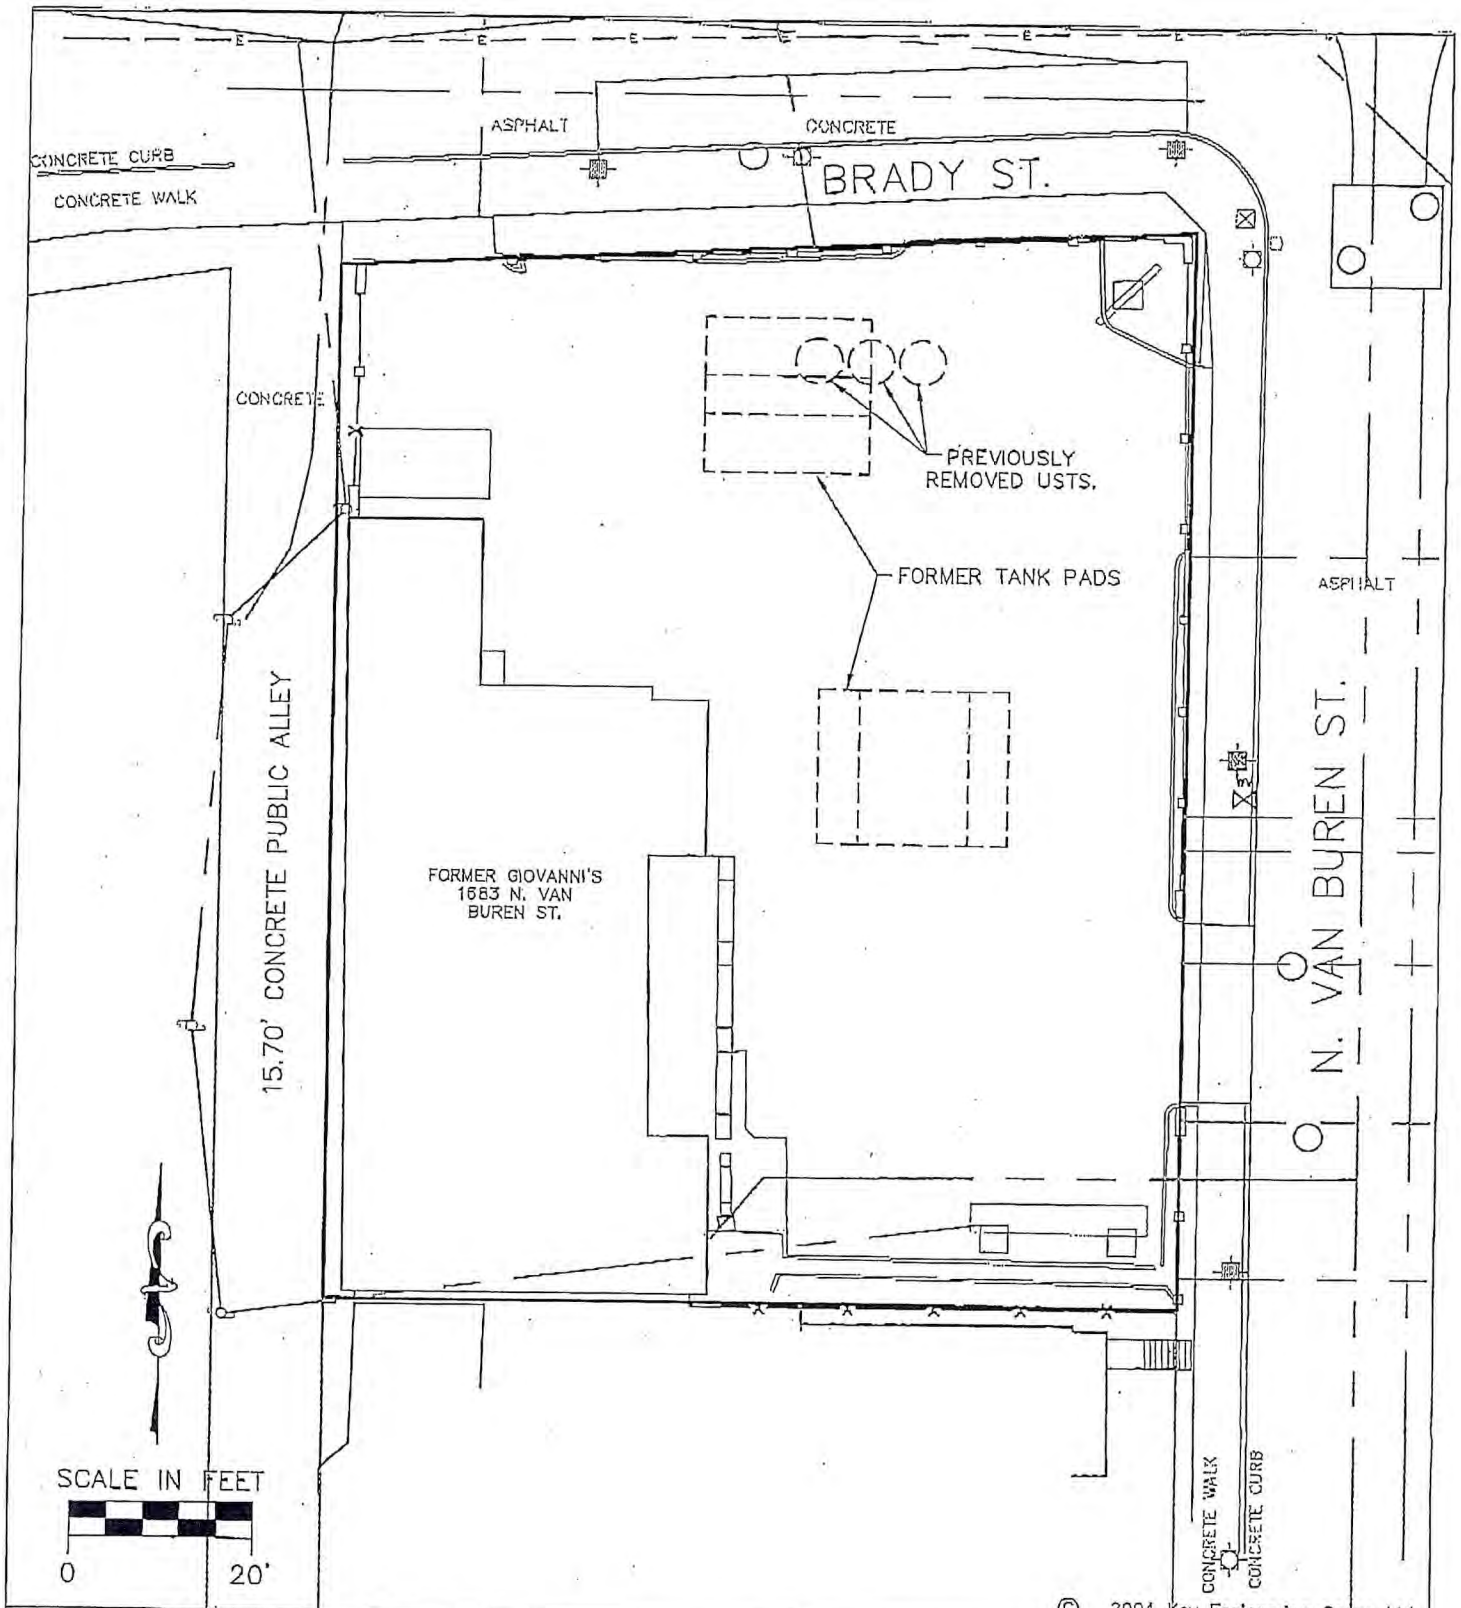 E E E E E E
ASPHALT
CONCRETE
CONCRETE CURB
CONCRETE WALK
BRADY ST.
CONCRETE
PREVIOUSLY
REMOVED USTS.
FORMER TANK PADS
ASPHALT
15.70' CONCRETE PUBLIC ALLEY
FORMER GIOVANNI'S
1683 N. VAN
BUREN ST.
N. VAN BUREN ST.
SCALE IN FEET
0 20'
CONCRETE WALK
CONCRETE CURB